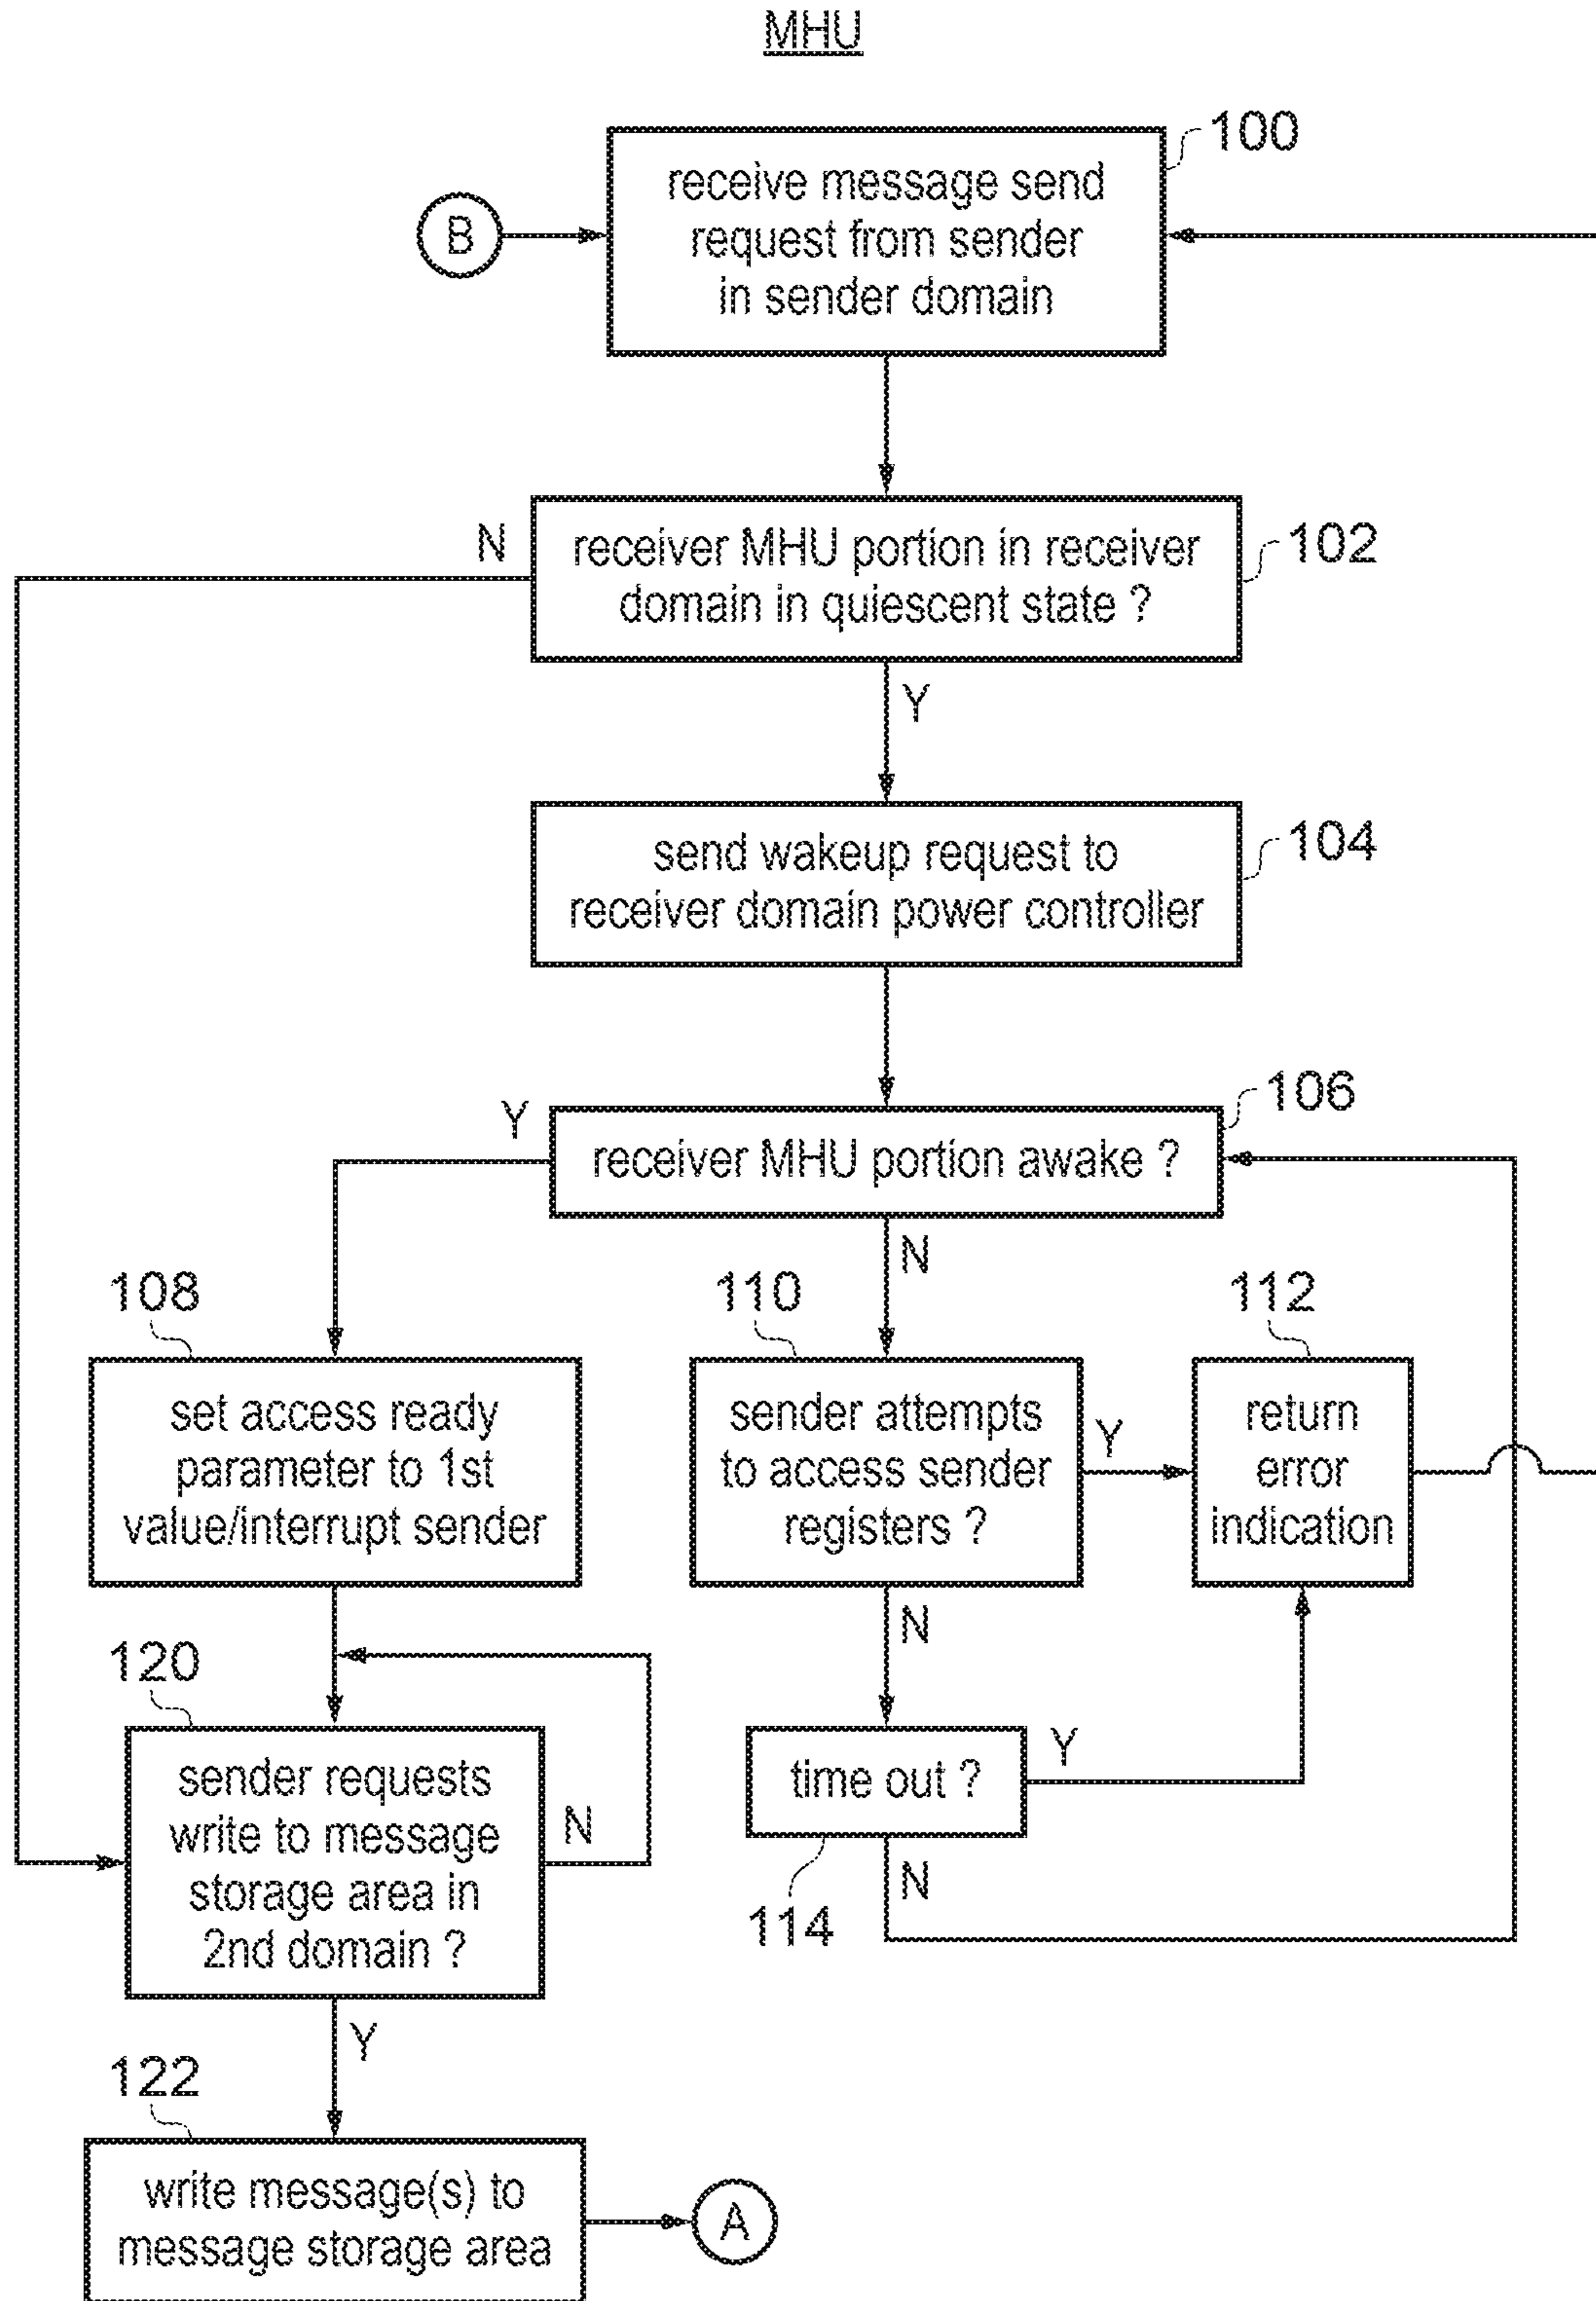 MHU
100
receive message send
request from sender
in sender domain
B
N
receiver MHU portion in receiver
domain in quiescent state ?
102
Y
send wakeup request to
receiver domain power controller
104
106
Y
receiver MHU portion awake ?
N
108
110
112
set access ready
parameter to 1st
value/interrupt sender
sender attempts
to access sender
registers ?
Y
return
error
indication
N
120
sender requests
write to message
storage area in
2nd domain ?
N
time out ?
Y
N
114
Y
122
write message(s) to
message storage area
A